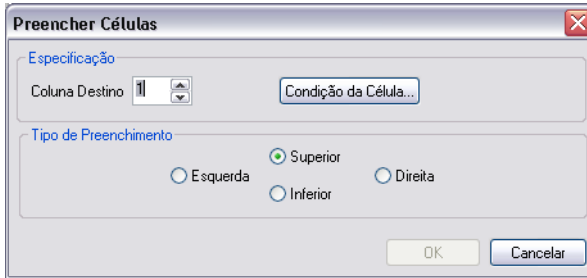 Preencher Células
Especificação
Coluna Destino 1 Condição da Célula...
Tipo de Preenchimento
Superior
Esquerda Direita
Inferior
OK Cancelar